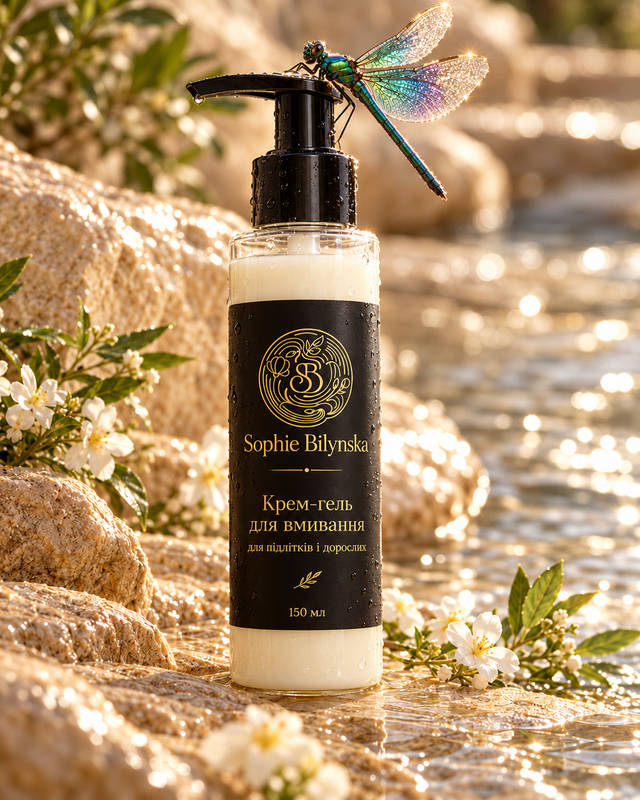 SB
Sophie Bilynska
Крем-гель
для вмивання
для підлітків і дорослих
150 мл